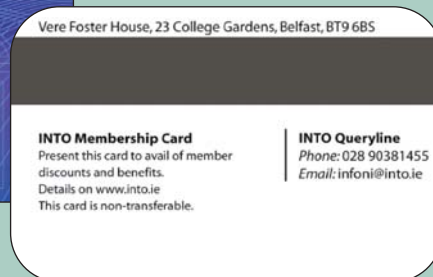 Vere Foster House, 23 College Gardens, Belfast, BT9 6BS
INTO Membership Card
Present this card to avail of member
discounts and benefits.
Details on www.into.ie
This card is non-transferable.
INTO Queryline
Phone: 028 90381455
Email: infoni@into.ie